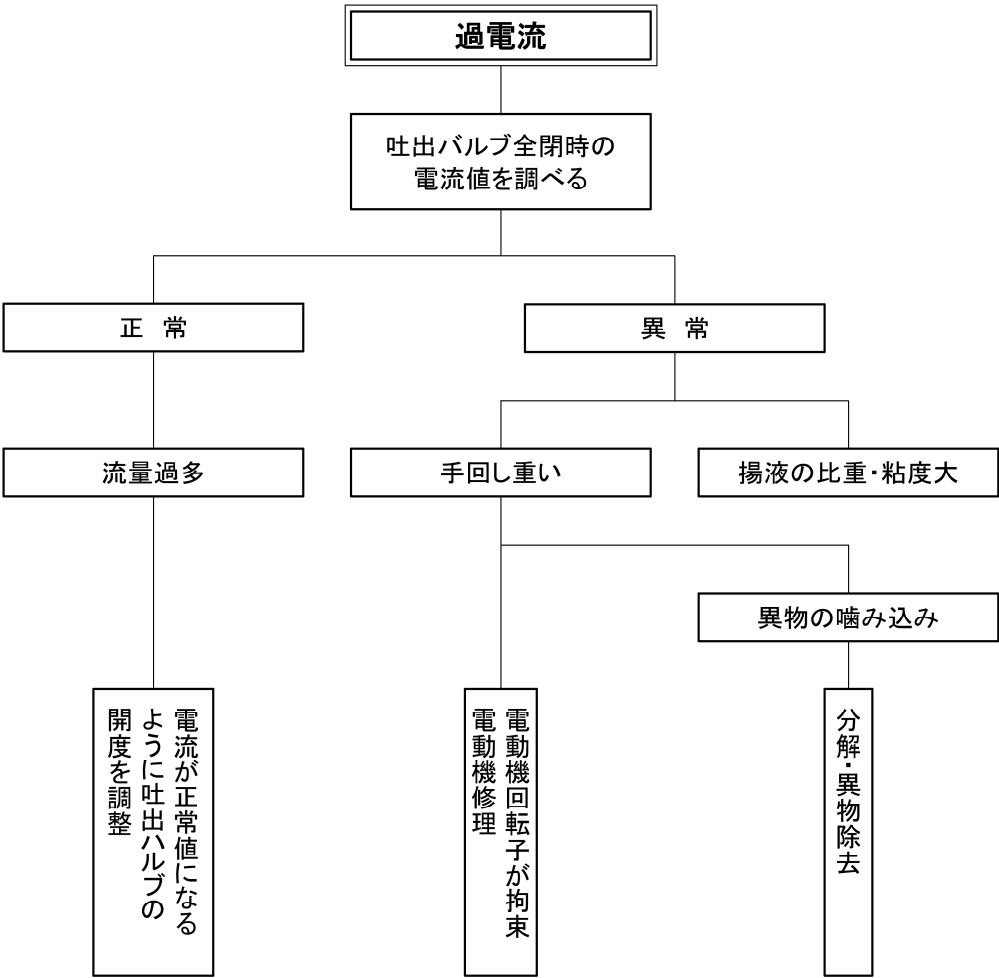 過電流
吐出バルブ全閉時の
電流値を調べる
正　常
異　常
流量過多
手回し重い
揚液の比重・粘度大
異物の噛み込み
電流が正常値になる
ように吐出ハルブの
開度を調整
電動機回転子が拘束
電動機修理
分解・異物除去